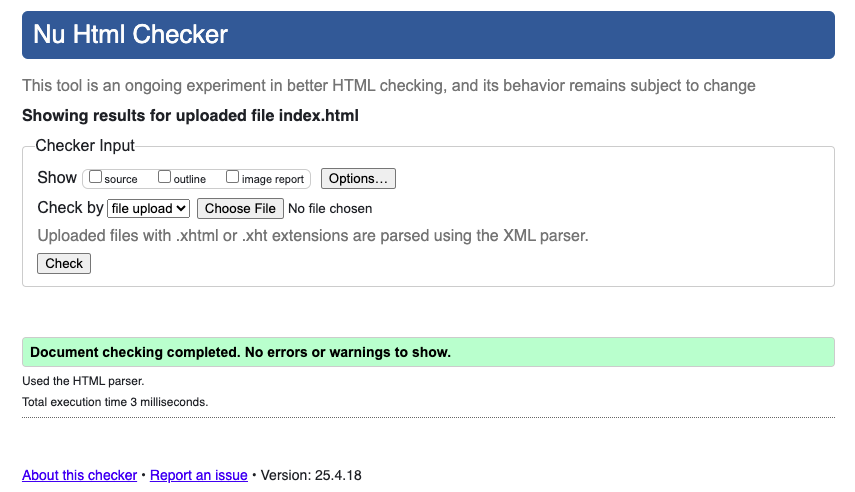 Nu Html Checker
This tool is an ongoing experiment in better HTML checking, and its behavior remains subject to change
Showing results for uploaded file index.html
Checker Input
Show source outline image report Options...
Check by file upload Choose File No file chosen
Uploaded files with .xhtml or .xht extensions are parsed using the XML parser.
Check
Document checking completed. No errors or warnings to show.
Used the HTML parser.
Total execution time 3 milliseconds.
About this checker • Report an issue • Version: 25.4.18